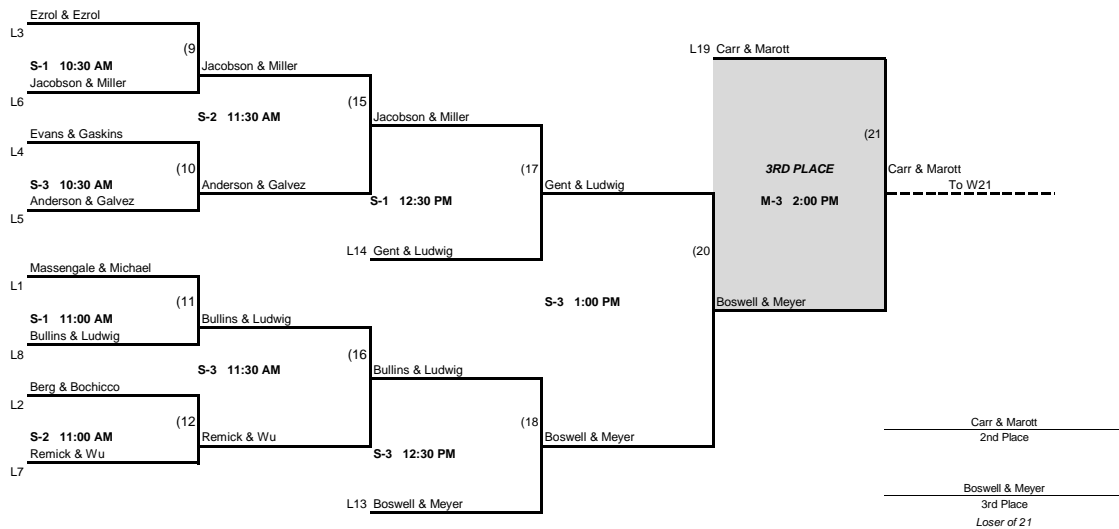 Ezrol & Ezrol
L3
(9
S-1 10:30 AM
Jacobson & Miller
Jacobson & Miller
L6
(15
S-2 11:30 AM
Jacobson & Miller
Evans & Gaskins
L4
(10
S-3 10:30 AM
Anderson & Galvez
Anderson & Galvez
L5
(17
S-1 12:30 PM
Gent & Ludwig
L14 Gent & Ludwig
(20
Massengale & Michael
L1
(11
S-1 11:00 AM
Bullins & Ludwig
Bullins & Ludwig
L8
S-3 1:00 PM
(16
S-3 11:30 AM
Bullins & Ludwig
Berg & Bochicco
L2
(12
S-2 11:00 AM
Remick & Wu
Remick & Wu
L7
(18
S-3 12:30 PM
Boswell & Meyer
L13 Boswell & Meyer
L19 Carr & Marott
(21
3RD PLACE
Carr & Marott
To W21
M-3 2:00 PM
Boswell & Meyer
Carr & Marott
2nd Place
Boswell & Meyer
3rd Place
Loser of 21